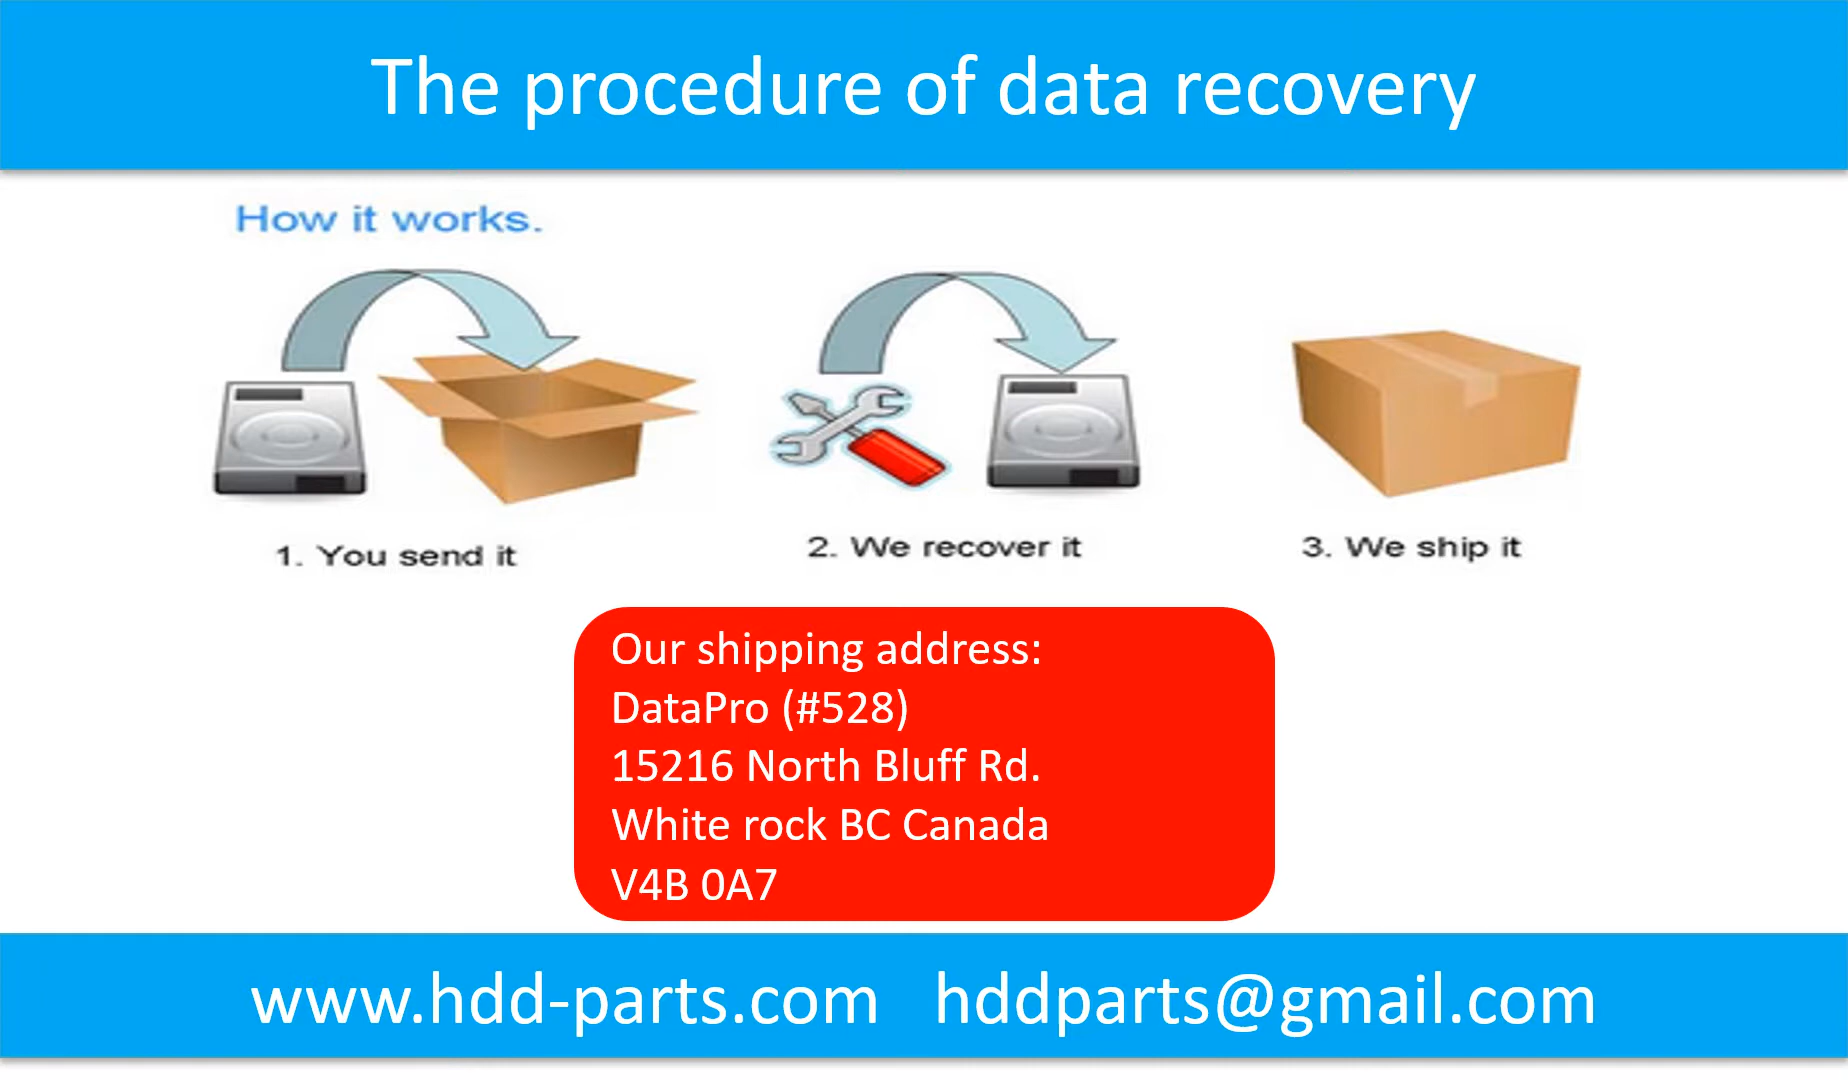 The procedure of data recovery
How it works.
1. You send it
2. We recover it
3. We ship it
Our shipping address:
DataPro (#528)
15216 North Bluff Rd.
White rock BC Canada
V4B 0A7
www.hdd-parts.com hddparts@gmail.com